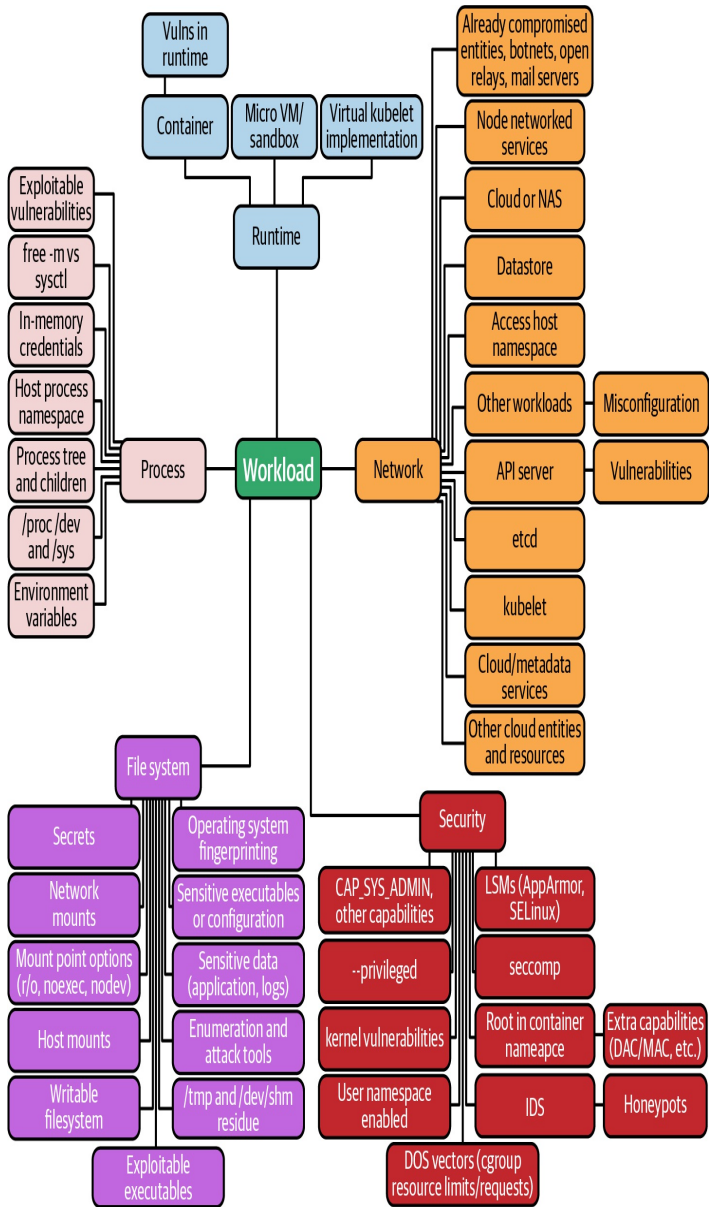 Vulns in
runtime
Container
Micro VM/
sandbox
Virtual kubelet
implementation
Runtime
Already compromised
entities, botnets, open
relays, mail servers
Node networked
services
Cloud or NAS
Datastore
Access host
namespace
Other workloads
Misconfiguration
API server
Vulnerabilities
etcd
kubelet
Cloud/metadata
services
Other cloud entities
and resources
Network
Workload
Process
Exploitable
vulnerabilities
free -m vs
sysctl
In-memory
credentials
Host process
namespace
Process tree
and children
/proc /dev
and /sys
Environment
variables
File system
Secrets
Network
mounts
Mount point options
(r/o, noexec, nodev)
Host mounts
Writable
filesystem
Exploitable
executables
Operating system
fingerprinting
Sensitive executables
or configuration
Sensitive data
(application, logs)
Enumeration and
attack tools
/tmp and /dev/shm
residue
Security
CAP_SYS_ADMIN,
other capabilities
--privileged
kernel vulnerabilities
User namespace
enabled
DOS vectors (cgroup
resource limits/requests)
LSMs (AppArmor,
SELinux)
seccomp
Root in container
nameapce
Extra capabilities
(DAC/MAC, etc.)
IDS
Honeypots